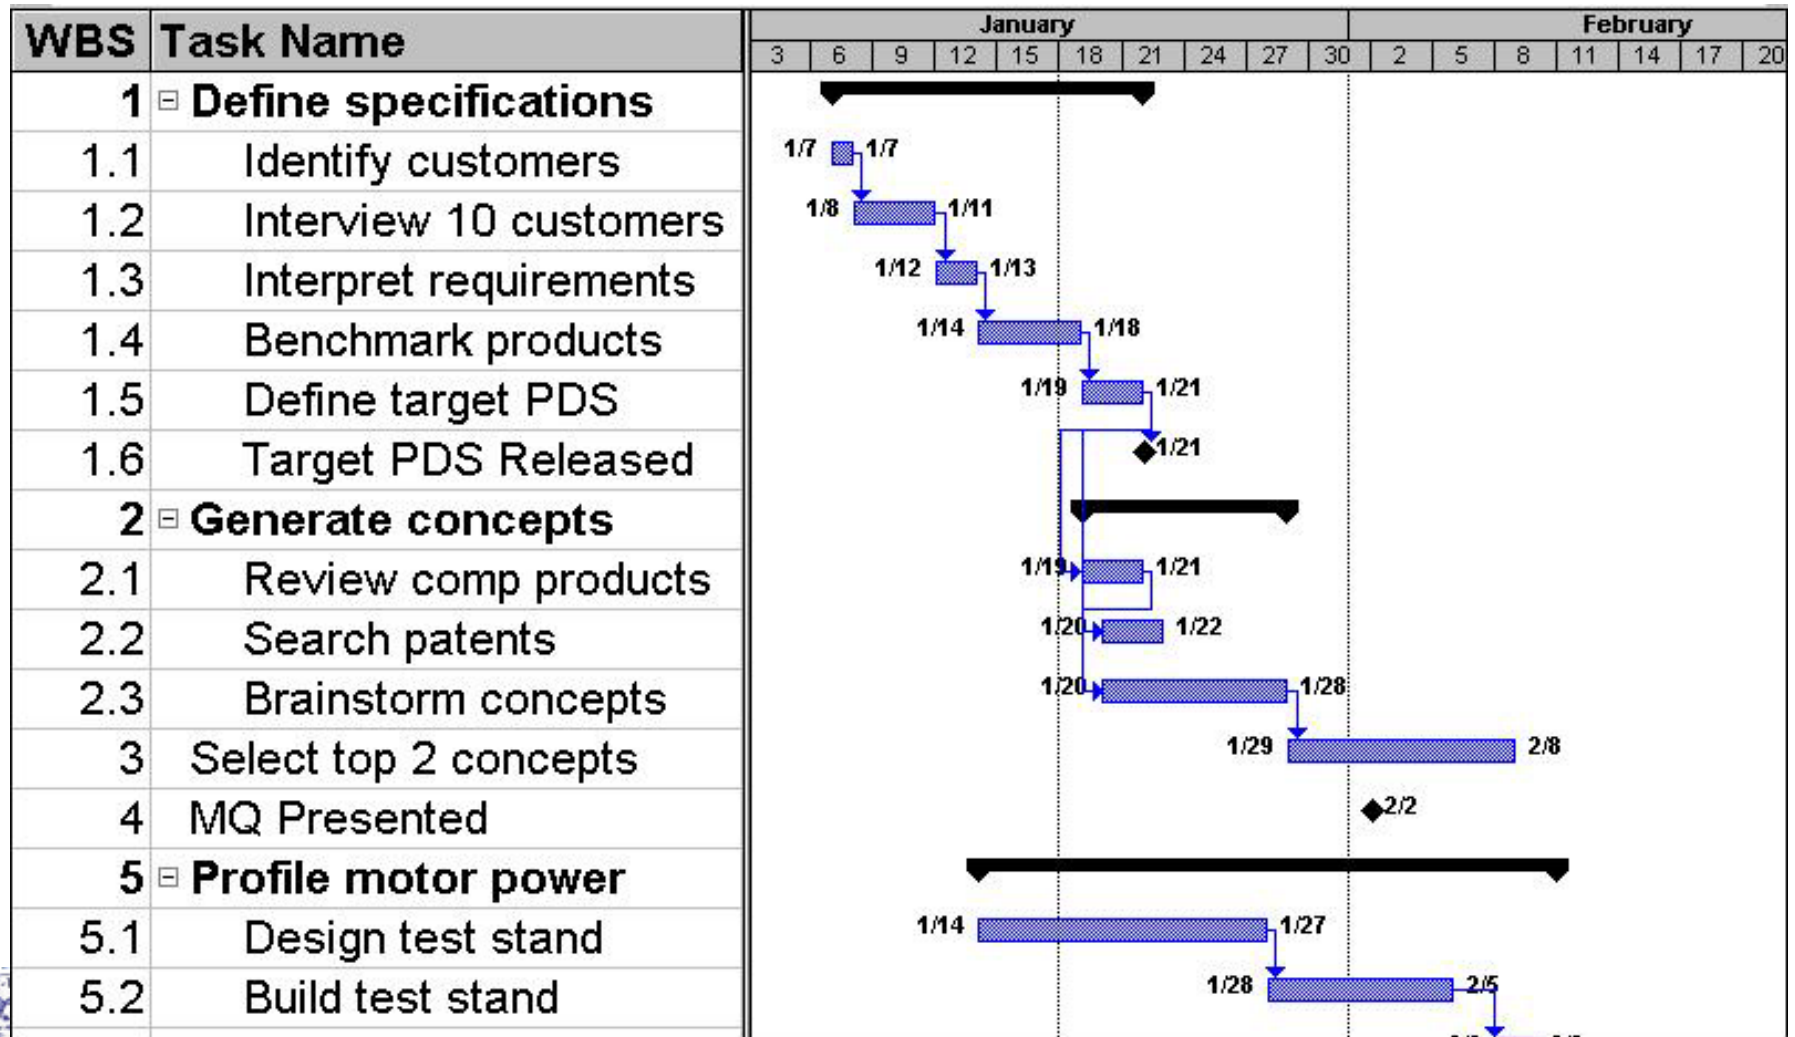 WBS Task Name January February
3 6 9 12 15 18 21 24 27 30 2 5 8 11 14 17 20
1 Define specifications
1.1 Identify customers 1/7 1/7
1.2 Interview 10 customers 1/8 1/11
1.3 Interpret requirements 1/12 1/13
1.4 Benchmark products 1/14 1/18
1.5 Define target PDS 1/19 1/21
1.6 Target PDS Released 1/21
2 Generate concepts
2.1 Review comp products 1/19 1/21
2.2 Search patents 1/20 1/22
2.3 Brainstorm concepts 1/20 1/28
3 Select top 2 concepts 1/29 2/8
4 MQ Presented 2/2
5 Profile motor power
5.1 Design test stand 1/14 1/27
5.2 Build test stand 1/28 2/5